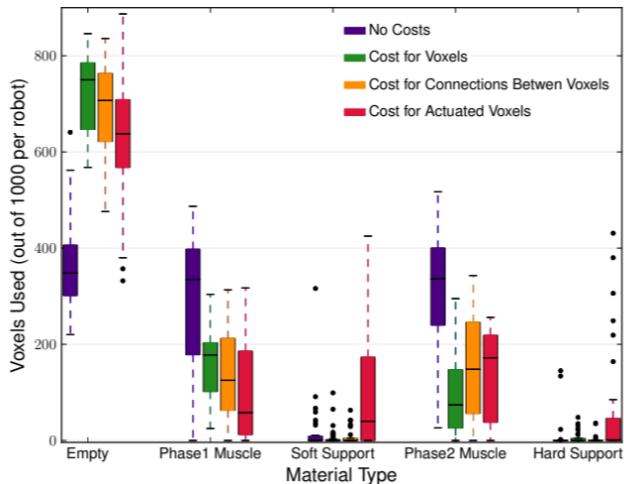 No Costs
Cost for Voxels
Cost for Connections Betwen Voxels
Cost for Actuated Voxels
Voxels Used (out of 1000 per robot)
800
600
400
200
0
Empty Phase1 Muscle Soft Support Phase2 Muscle Hard Support
Material Type